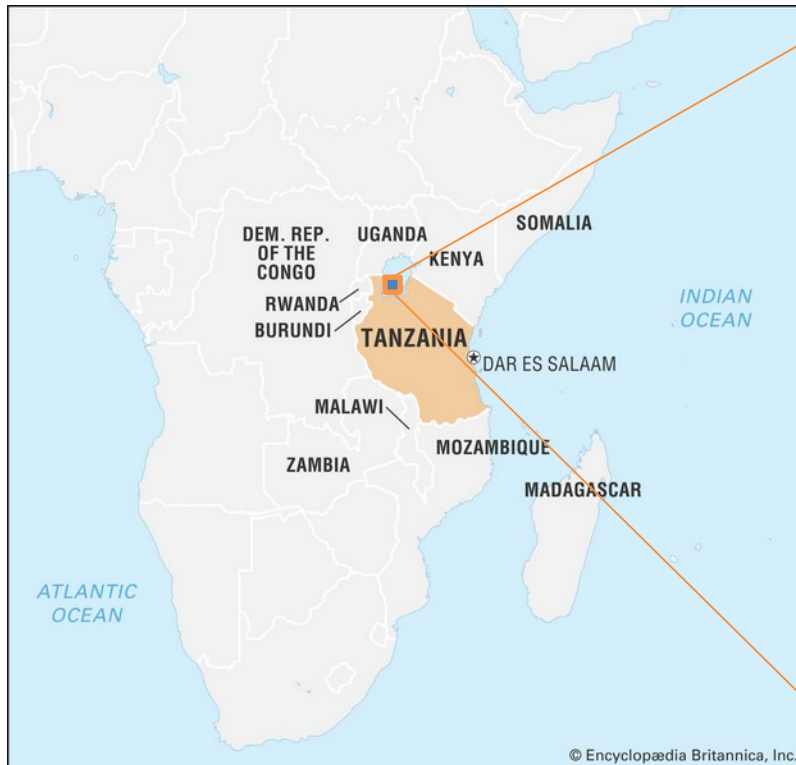 SOMALIA
DEM. REP.
OF THE
CONGO
UGANDA
KENYA
RWANDA
BURUNDI
TANZANIA
INDIAN
OCEAN
DAR ES SALAAM
MALAWI
MOZAMBIQUE
ZAMBIA
MADAGASCAR
ATLANTIC
OCEAN
© Encyclopædia Britannica, Inc.